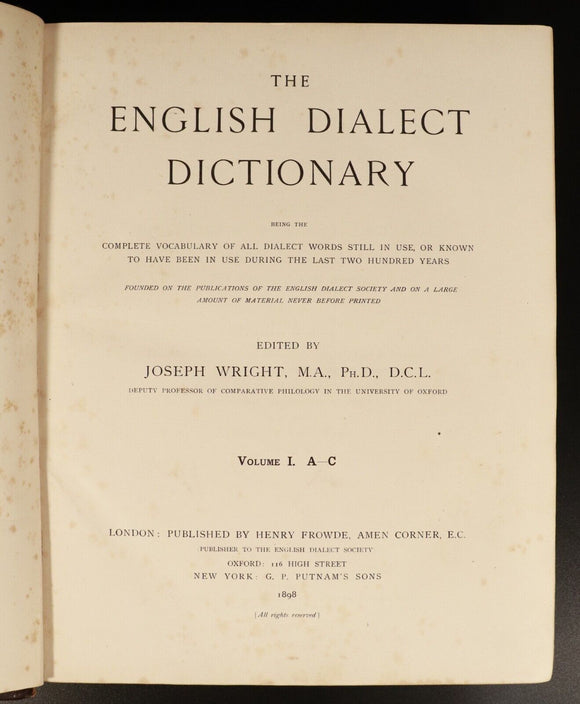 THE
ENGLISH DIALECT
DICTIONARY
BEING THE
COMPLETE VOCABULARY OF ALL DIALECT WORDS STILL IN USE, OR KNOWN
TO HAVE BEEN IN USE DURING THE LAST TWO HUNDRED YEARS
FOUNDED ON THE PUBLICATIONS OF THE ENGLISH DIALECT SOCIETY AND ON A LARGE
AMOUNT OF MATERIAL NEVER BEFORE PRINTED
EDITED BY
JOSEPH WRIGHT, M.A., Ph.D., D.C.L.
DEPUTY PROFESSOR OF COMPARATIVE PHILOLOGY IN THE UNIVERSITY OF OXFORD
Volume I. A–C
LONDON: PUBLISHED BY HENRY FROWDE, AMEN CORNER, E.C.
PUBLISHER TO THE ENGLISH DIALECT SOCIETY
OXFORD: 116 HIGH STREET
NEW YORK: G. P. PUTNAM'S SONS
1898
[All rights reserved]